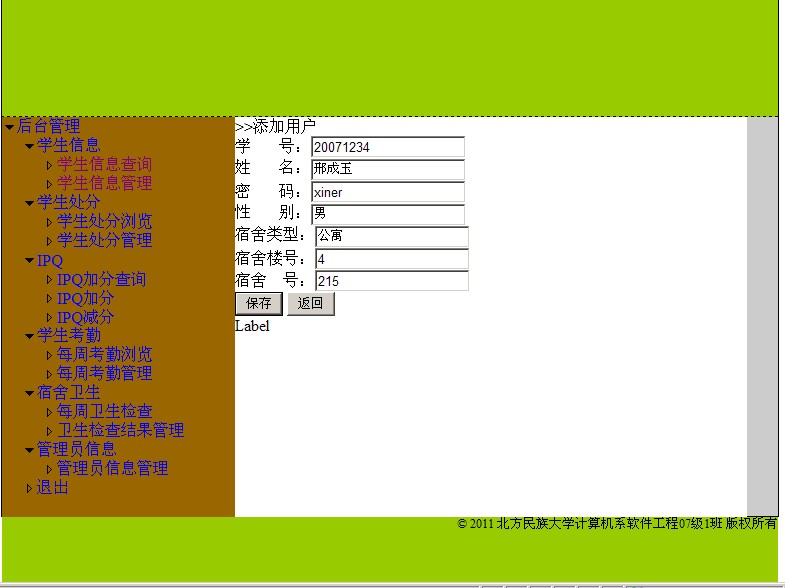 后台管理
学生信息
学生信息查询
学生信息管理
学生处分
学生处分浏览
学生处分管理
IPQ
IPQ加分查询
IPQ加分
IPQ减分
学生考勤
每周考勤浏览
每周考勤管理
宿舍卫生
每周卫生检查
卫生检查结果管理
管理员信息
管理员信息管理
退出
>>添加用户
学 号：20071234
姓 名：邢成玉
密 码：xiner
性 别：男
宿舍类型：公寓
宿舍楼号：4
宿舍 号：215
保存 返回
Label
© 2011 北方民族大学计算机系软件工程07级1班 版权所有